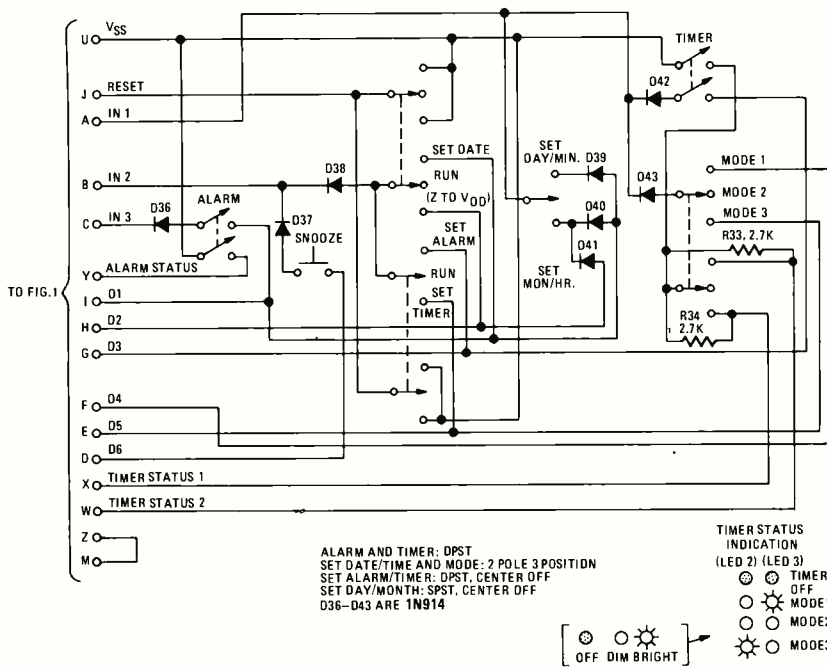 U VSS
J RESET
A IN 1
B IN 2
C IN 3
Y ALARM STATUS
I D1
H D2
G D3
F D4
E D5
D D6
X TIMER STATUS 1
W TIMER STATUS 2
Z
M
TO FIG.1
D36
ALARM
D37
SNOOZE
D38
SET DATE
RUN
(Z TO VDD)
SET
ALARM
RUN
SET
TIMER
SET
DAY/MIN.
D39
D40
D41
SET
MON/HR.
TIMER
D42
D43
MODE 1
MODE 2
MODE 3
R33, 2.7K
R34
2.7K
ALARM AND TIMER: DPST
SET DATE/TIME AND MODE: 2 POLE 3 POSITION
SET ALARM/TIMER: DPST, CENTER OFF
SET DAY/MONTH: SPST, CENTER OFF
D36–D43 ARE 1N914
TIMER STATUS
INDICATION
(LED 2) (LED 3)
TIMER
OFF
MODE1
MODE2
MODE3
OFF DIM BRIGHT